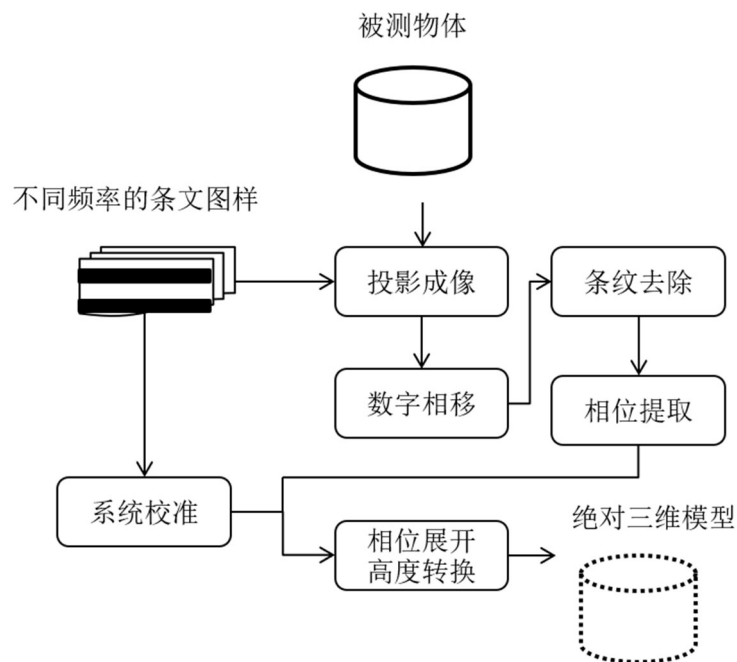 被测物体
不同频率的条文图样
投影成像
条纹去除
数字相移
相位提取
系统校准
绝对三维模型
相位展开
高度转换